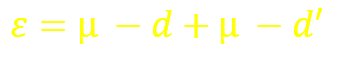 ε = μ − d + μ − d′